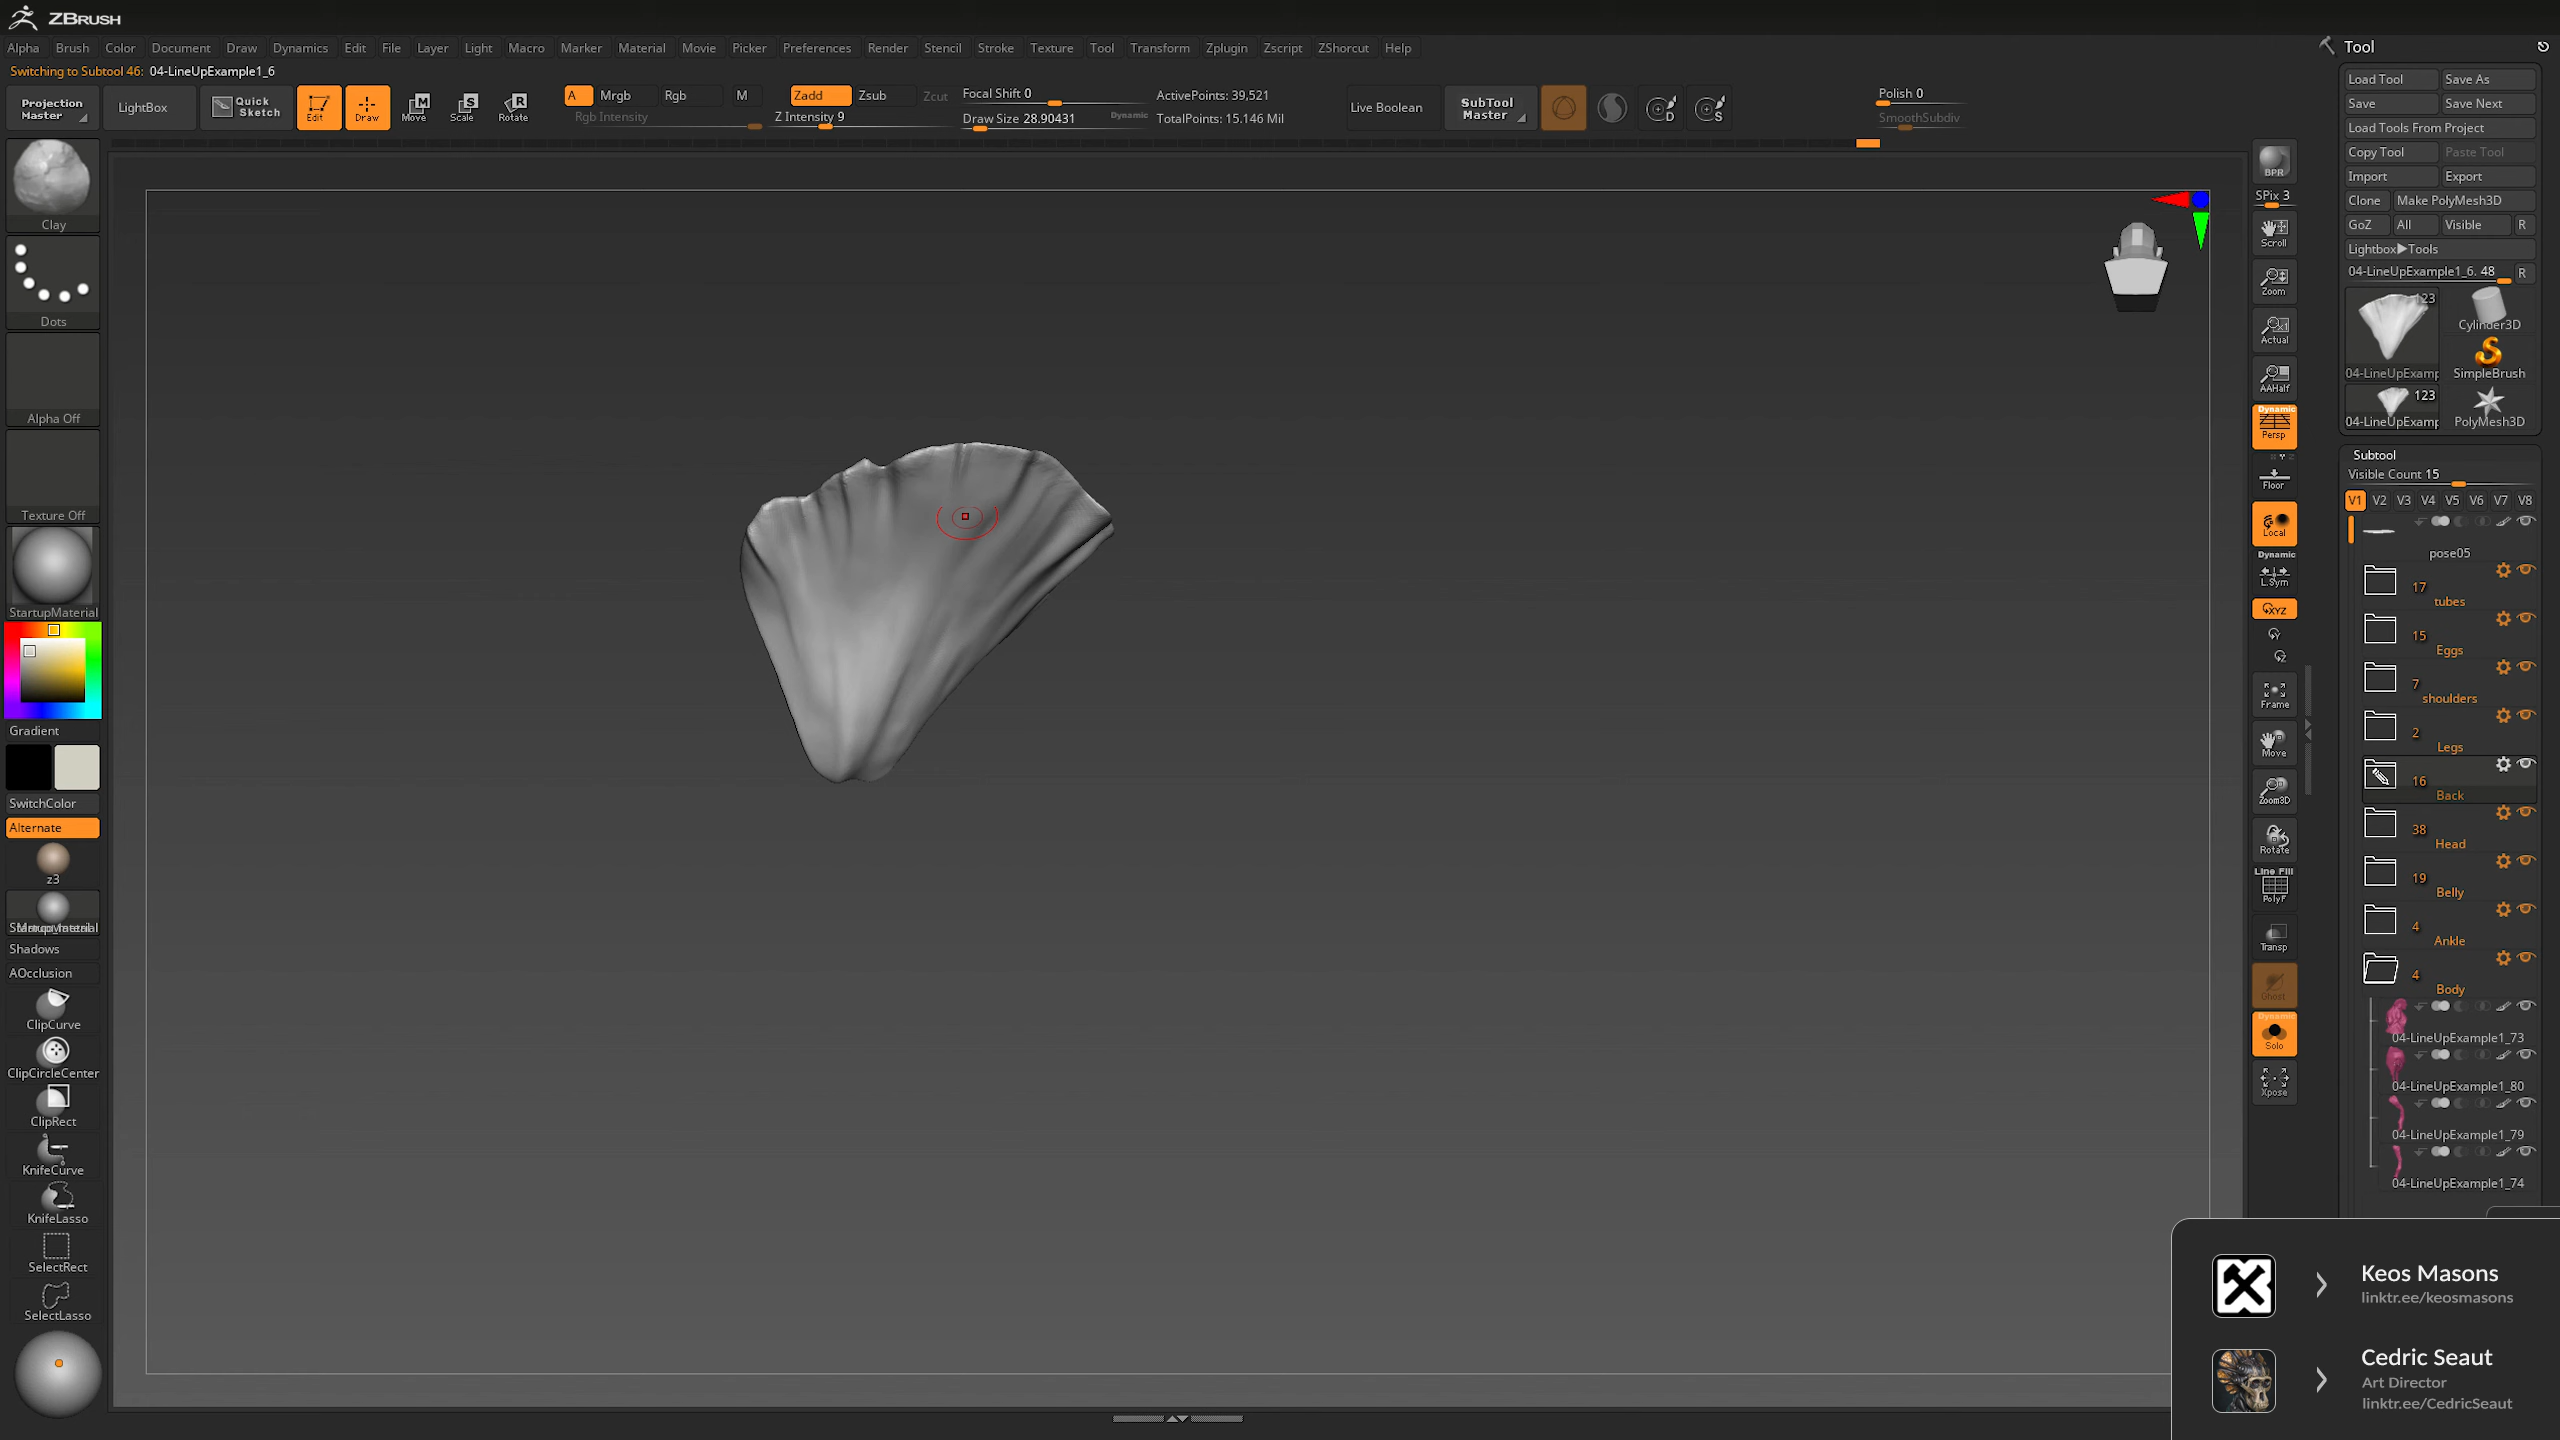 ZBRUSH
Alpha Brush Color Document Draw Dynamics Edit File Layer Light Macro Marker Material Movie Picker Preferences Render Stencil Stroke Texture Tool Transform Zplugin Zscript ZShorcut Help
Switching to Subtool 46: 04-LineUpExample1_6
Projection Master
LightBox
Quick Sketch
Edit
Draw
Move
Scale
Rotate
A Mrgb Rgb M
Rgb Intensity
Zadd Zsub Zcut
Z Intensity 9
Focal Shift 0
Draw Size 28.90431 Dynamic
ActivePoints: 39,521
TotalPoints: 15.146 Mil
Live Boolean
SubTool Master
D
S
Polish 0
SmoothSubdiv
Clay
Dots
Alpha Off
Texture Off
StartupMaterial
Gradient
SwitchColor
Alternate
z3
Shadows
AOcclusion
ClipCurve
ClipCircleCenter
ClipRect
KnifeCurve
KnifeLasso
SelectRect
SelectLasso
BPR
SPix 3
Scroll
Zoom
Actual
AAHalf
Dynamic
Persp
Floor
Local
Dynamic
L.Sym
XYZ
Y
Z
Frame
Move
Zoom3D
Rotate
Line Fill
PolyF
Transp
Ghost
Dynamic
Solo
Xpose
Tool
Load Tool Save As
Save Save Next
Load Tools From Project
Copy Tool Paste Tool
Import Export
Clone Make PolyMesh3D
GoZ All Visible R
Lightbox▶Tools
04-LineUpExample1_6. 48 R
123
04-LineUpExamp
Cylinder3D
SimpleBrush
123
04-LineUpExamp
PolyMesh3D
Subtool
Visible Count 15
V1 V2 V3 V4 V5 V6 V7 V8
pose05
17
tubes
15
Eggs
7
shoulders
2
Legs
16
Back
38
Head
19
Belly
4
Ankle
4
Body
04-LineUpExample1_73
04-LineUpExample1_80
04-LineUpExample1_79
04-LineUpExample1_74
Keos Masons
linktr.ee/keosmasons
Cedric Seaut
Art Director
linktr.ee/CedricSeaut